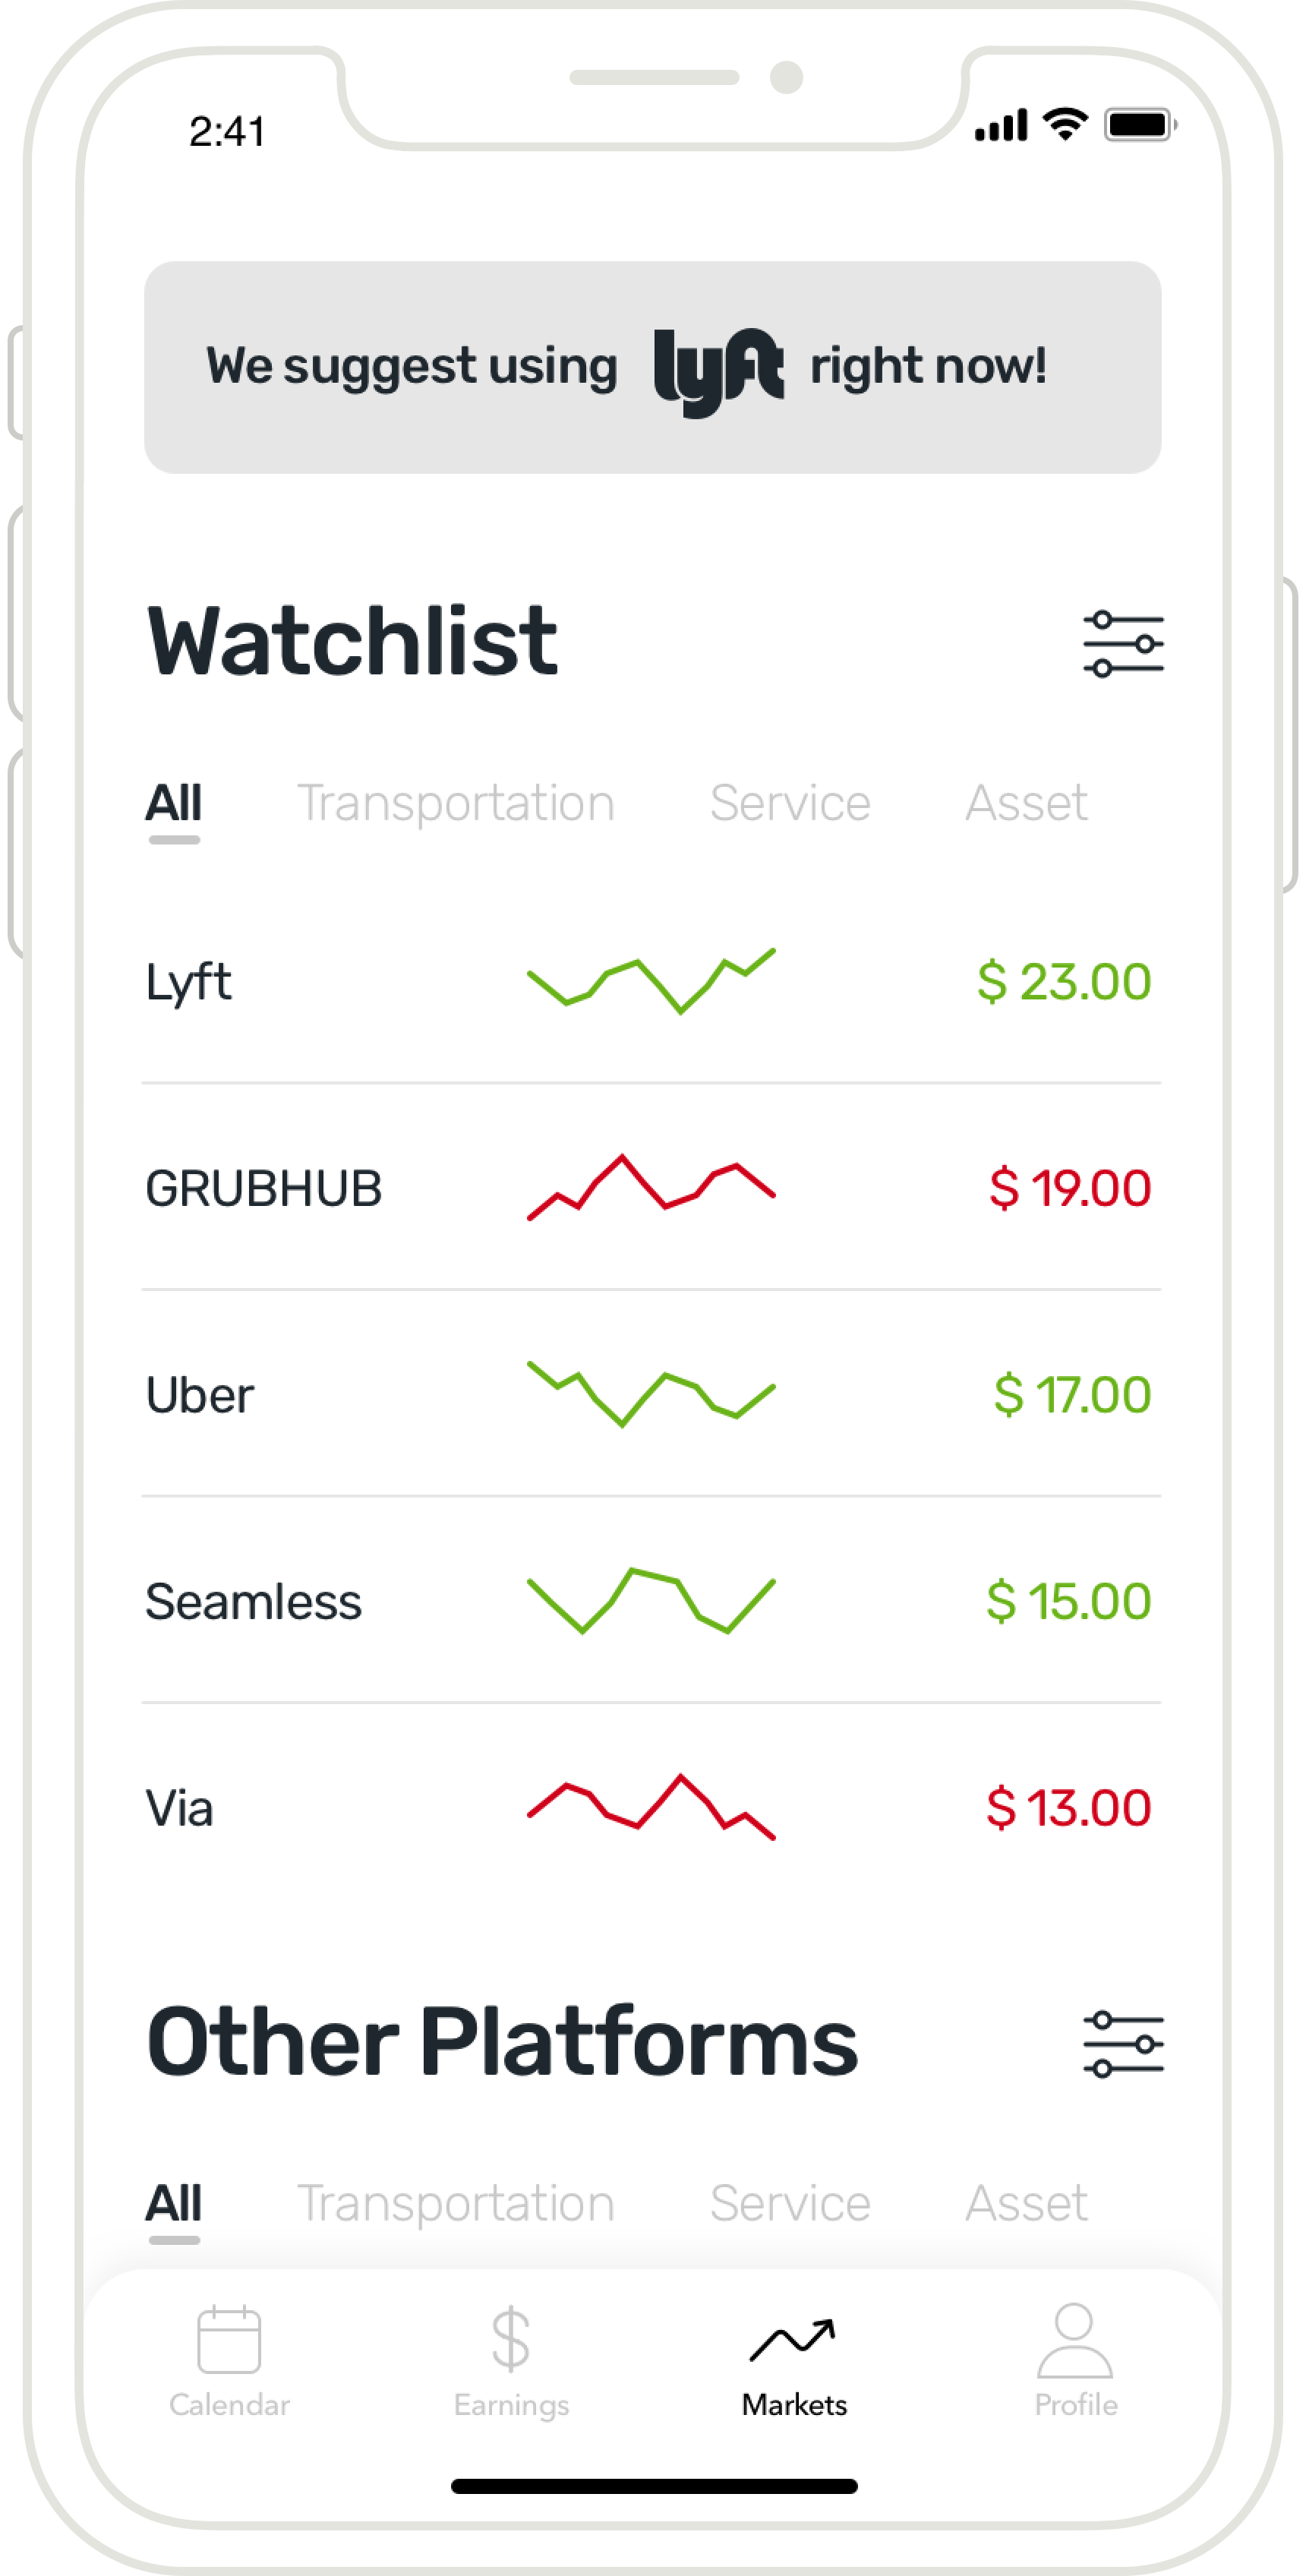 2:41
We suggest using lyft right now!
Watchlist
All Transportation Service Asset
Lyft $ 23.00
GRUBHUB $ 19.00
Uber $ 17.00
Seamless $ 15.00
Via $ 13.00
Other Platforms
All Transportation Service Asset
Calendar Earnings Markets Profile